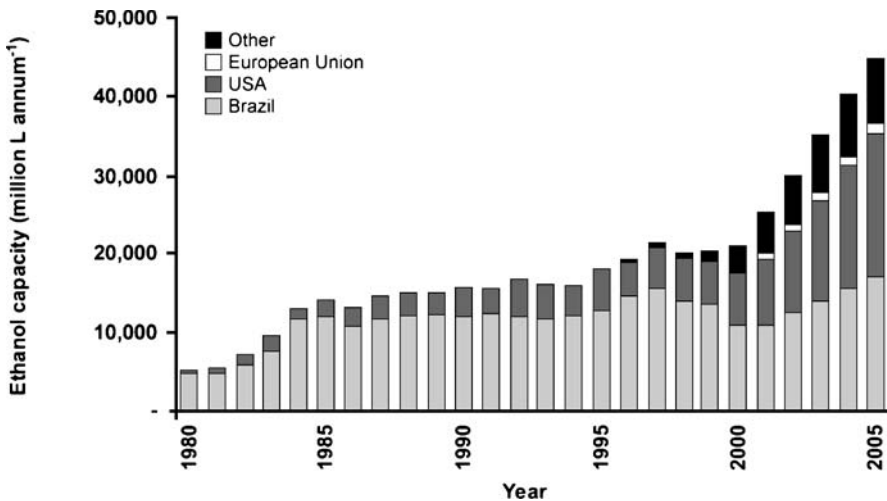 Ethanol capacity (million L annum⁻¹)
50,000
40,000
30,000
20,000
10,000
-
Other
European Union
USA
Brazil
1980
1985
1990
1995
2000
2005
Year